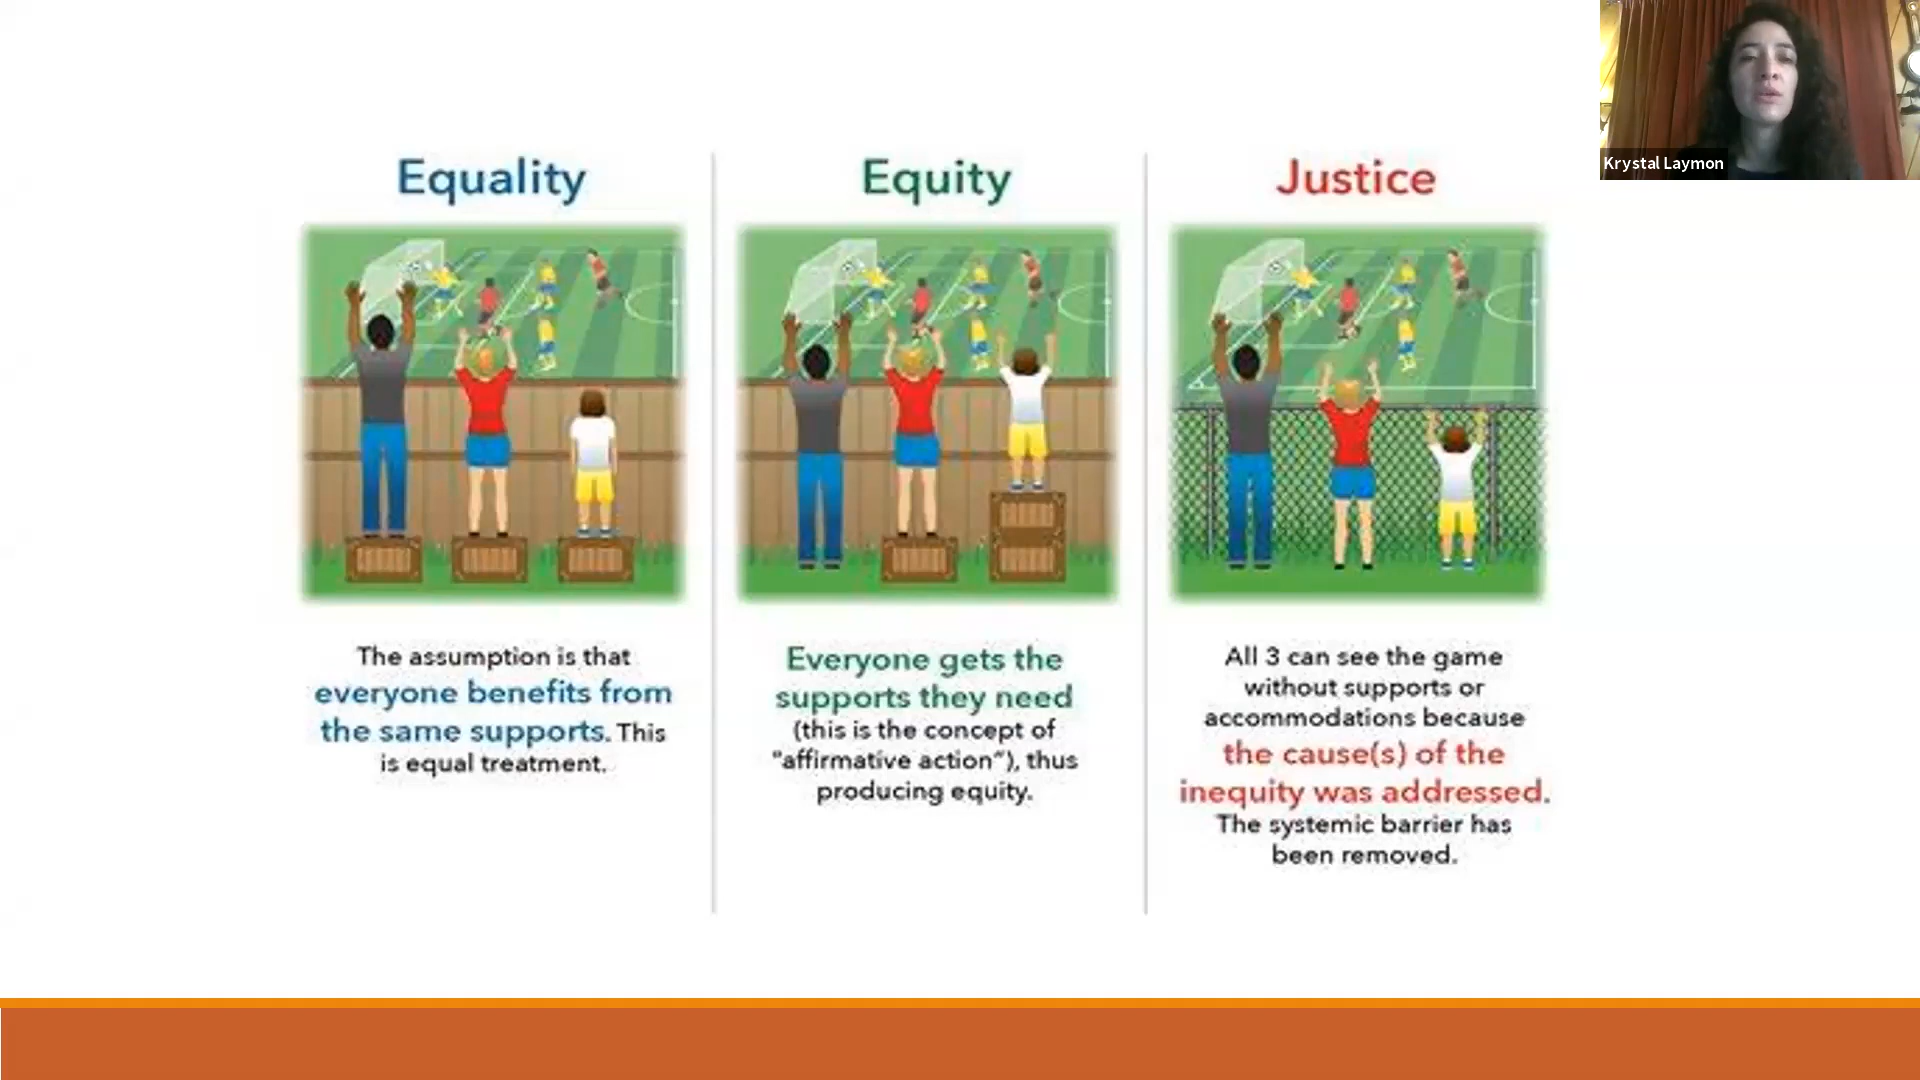 Krystal Laymon
Equality
The assumption is that
everyone benefits from
the same supports. This
is equal treatment.
Equity
Everyone gets the
supports they need
(this is the concept of
"affirmative action"), thus
producing equity.
Justice
All 3 can see the game
without supports or
accommodations because
the cause(s) of the
inequity was addressed.
The systemic barrier has
been removed.